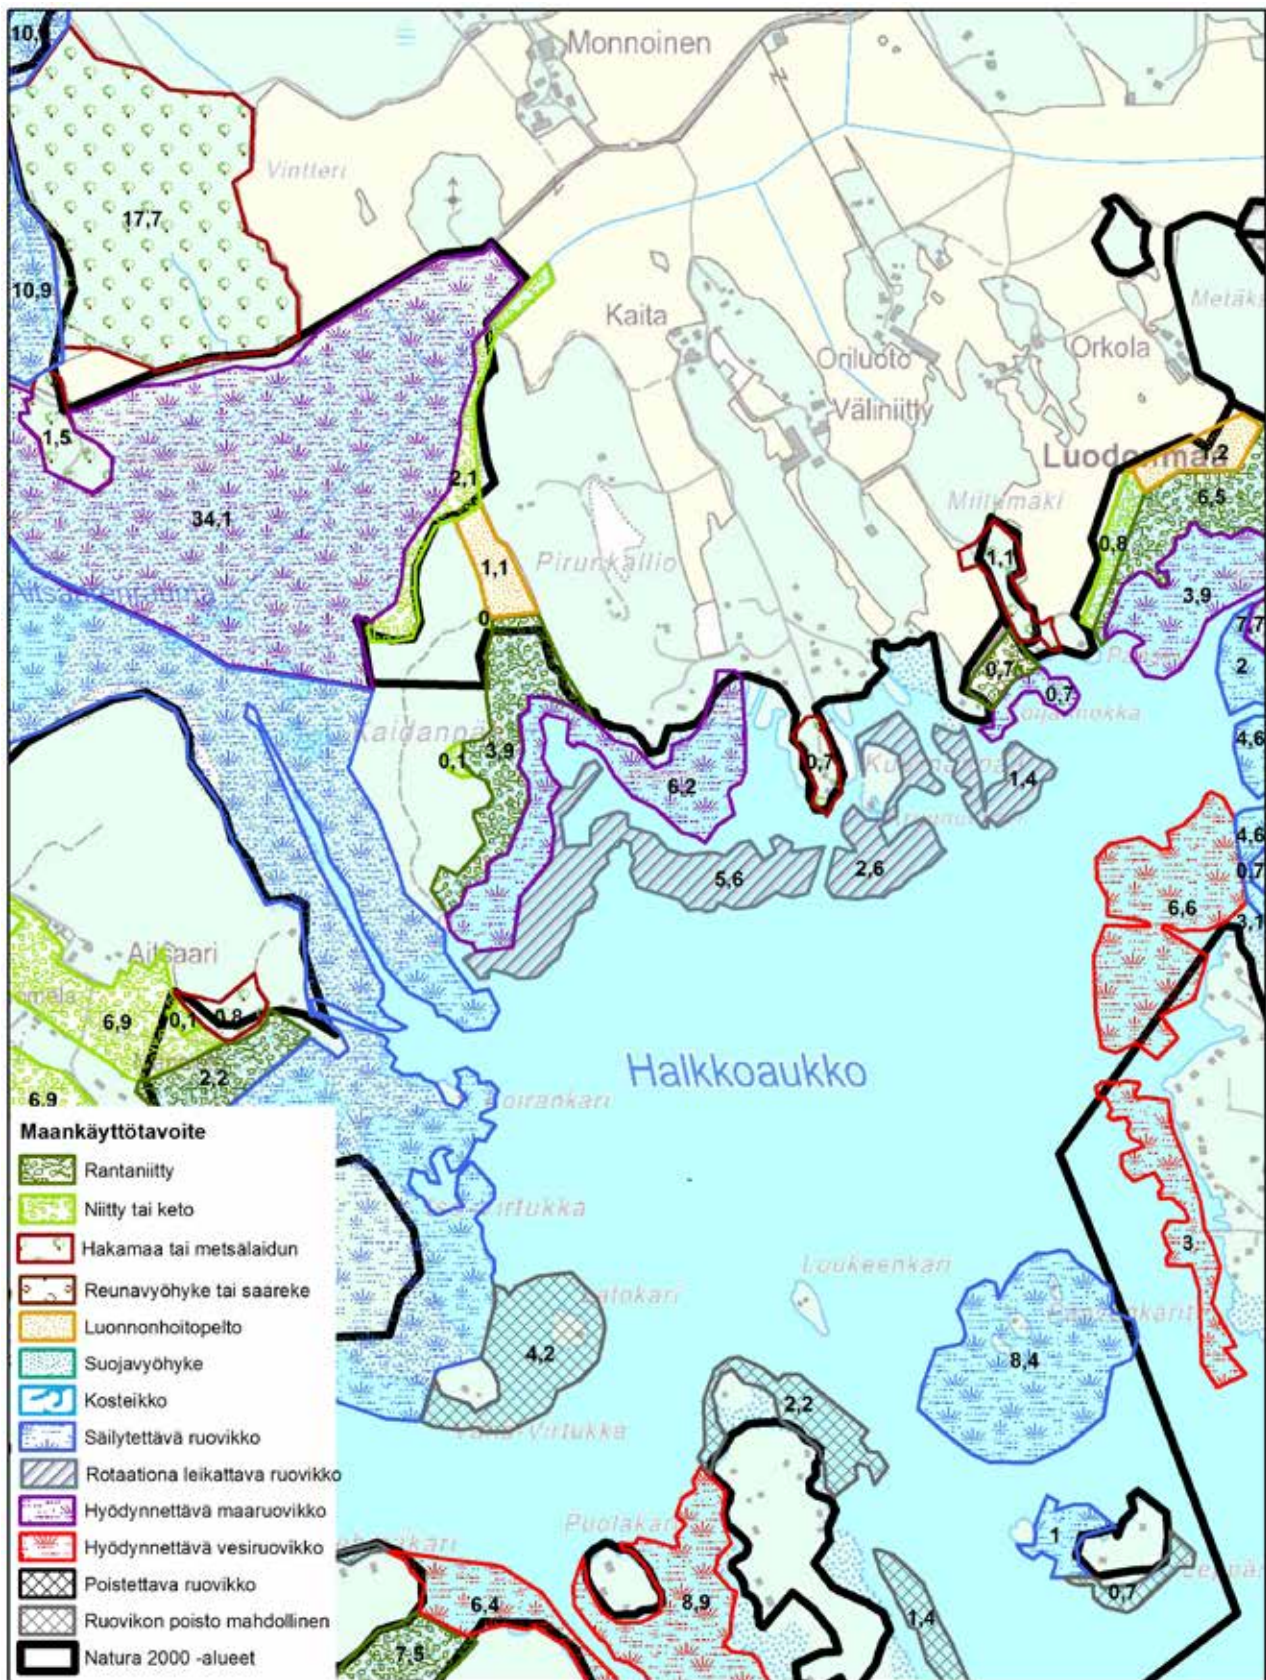 10,
Monnoinen
Vintteri
17,7
10,9
Kaita
Oriluoto
Orkola
Väliniitty
1,5
2,1
34,1
1,2
6,5
0,8
Pirunkallio
1,1
1,1
3,9
7,7
2
0,7
0,7
3,9
0,1
6,2
0,7
1,4
4,6
5,6
2,6
4,6
0,7
6,6
3,1
Aitsaari
6,9
0,1
0,8
2,2
6,9
Halkkoaukko
3,
Loukeenkari
4,2
8,4
2,2
1
0,7
6,4
8,9
1,4
7,5
Maankäyttötavoite
Rantaniitty
Niitty tai keto
Hakamaa tai metsälaidun
Reunavyöhyke tai saareke
Luonnonhoitopelto
Suojavyöhyke
Kosteikko
Säilytettävä ruovikko
Rotaationa leikattava ruovikko
Hyödynnettävä maaruovikko
Hyödynnettävä vesiruovikko
Poistettava ruovikko
Ruovikon poisto mahdollinen
Natura 2000 -alueet